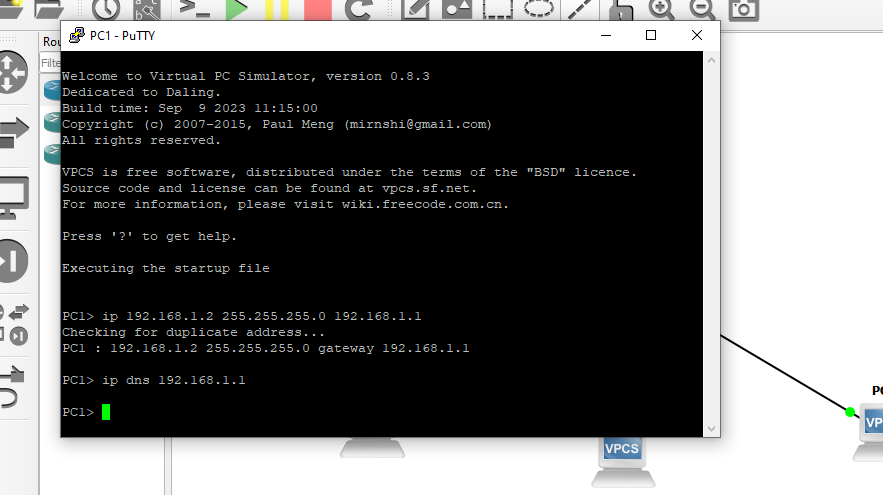 Rou
PC1 - PuTTY
Filte
Welcome to Virtual PC Simulator, version 0.8.3
Dedicated to Daling.
Build time: Sep  9 2023 11:15:00
Copyright (c) 2007-2015, Paul Meng (mirnshi@gmail.com)
All rights reserved.
VPCS is free software, distributed under the terms of the "BSD" licence.
Source code and license can be found at vpcs.sf.net.
For more information, please visit wiki.freecode.com.cn.
Press '?' to get help.
Executing the startup file
PC1> ip 192.168.1.2 255.255.255.0 192.168.1.1
Checking for duplicate address...
PC1 : 192.168.1.2 255.255.255.0 gateway 192.168.1.1
PC1> ip dns 192.168.1.1
PC1>
PC
VP
VPCS